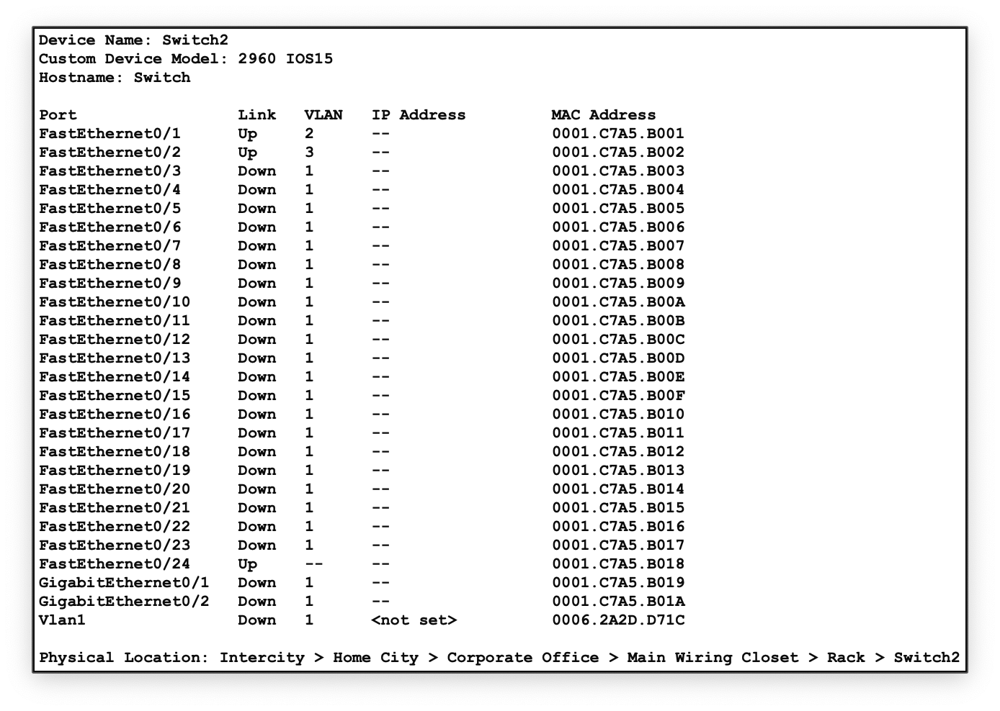 Device Name: Switch2
Custom Device Model: 2960 IOS15
Hostname: Switch
Port Link VLAN IP Address MAC Address
FastEthernet0/1 Up 2 -- 0001.C7A5.B001
FastEthernet0/2 Up 3 -- 0001.C7A5.B002
FastEthernet0/3 Down 1 -- 0001.C7A5.B003
FastEthernet0/4 Down 1 -- 0001.C7A5.B004
FastEthernet0/5 Down 1 -- 0001.C7A5.B005
FastEthernet0/6 Down 1 -- 0001.C7A5.B006
FastEthernet0/7 Down 1 -- 0001.C7A5.B007
FastEthernet0/8 Down 1 -- 0001.C7A5.B008
FastEthernet0/9 Down 1 -- 0001.C7A5.B009
FastEthernet0/10 Down 1 -- 0001.C7A5.B00A
FastEthernet0/11 Down 1 -- 0001.C7A5.B00B
FastEthernet0/12 Down 1 -- 0001.C7A5.B00C
FastEthernet0/13 Down 1 -- 0001.C7A5.B00D
FastEthernet0/14 Down 1 -- 0001.C7A5.B00E
FastEthernet0/15 Down 1 -- 0001.C7A5.B00F
FastEthernet0/16 Down 1 -- 0001.C7A5.B010
FastEthernet0/17 Down 1 -- 0001.C7A5.B011
FastEthernet0/18 Down 1 -- 0001.C7A5.B012
FastEthernet0/19 Down 1 -- 0001.C7A5.B013
FastEthernet0/20 Down 1 -- 0001.C7A5.B014
FastEthernet0/21 Down 1 -- 0001.C7A5.B015
FastEthernet0/22 Down 1 -- 0001.C7A5.B016
FastEthernet0/23 Down 1 -- 0001.C7A5.B017
FastEthernet0/24 Up -- -- 0001.C7A5.B018
GigabitEthernet0/1 Down 1 -- 0001.C7A5.B019
GigabitEthernet0/2 Down 1 -- 0001.C7A5.B01A
Vlan1 Down 1 <not set> 0006.2A2D.D71C
Physical Location: Intercity > Home City > Corporate Office > Main Wiring Closet > Rack > Switch2